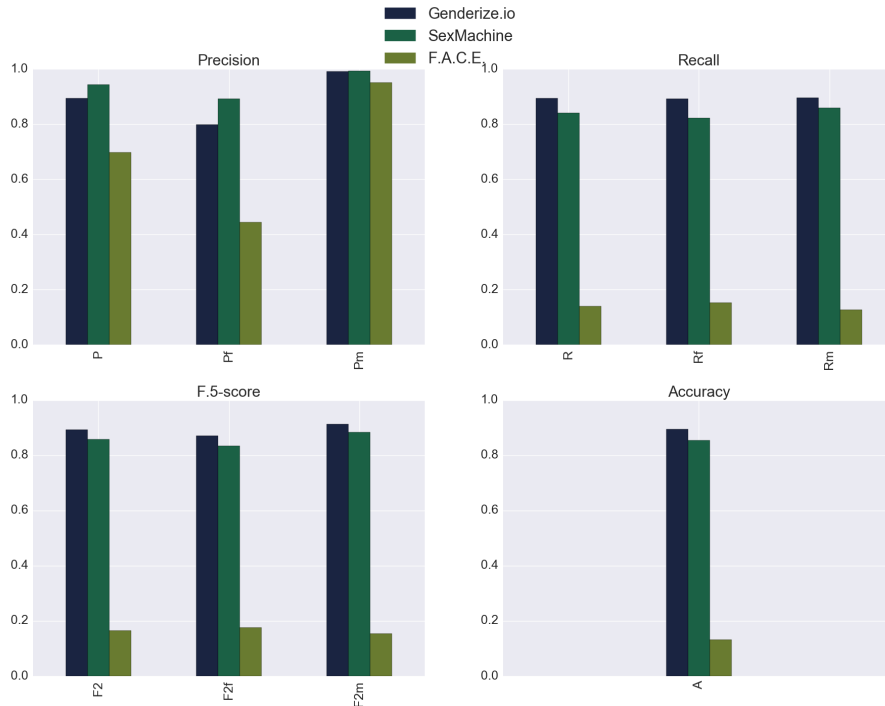 Genderize.io
SexMachine
F.A.C.E.
Precision
1.0
0.8
0.6
0.4
0.2
0.0
P
Pf
Pm
Recall
1.0
0.8
0.6
0.4
0.2
0.0
R
Rf
Rm
F.5-score
1.0
0.8
0.6
0.4
0.2
0.0
F2
F2f
F2m
Accuracy
1.0
0.8
0.6
0.4
0.2
0.0
A